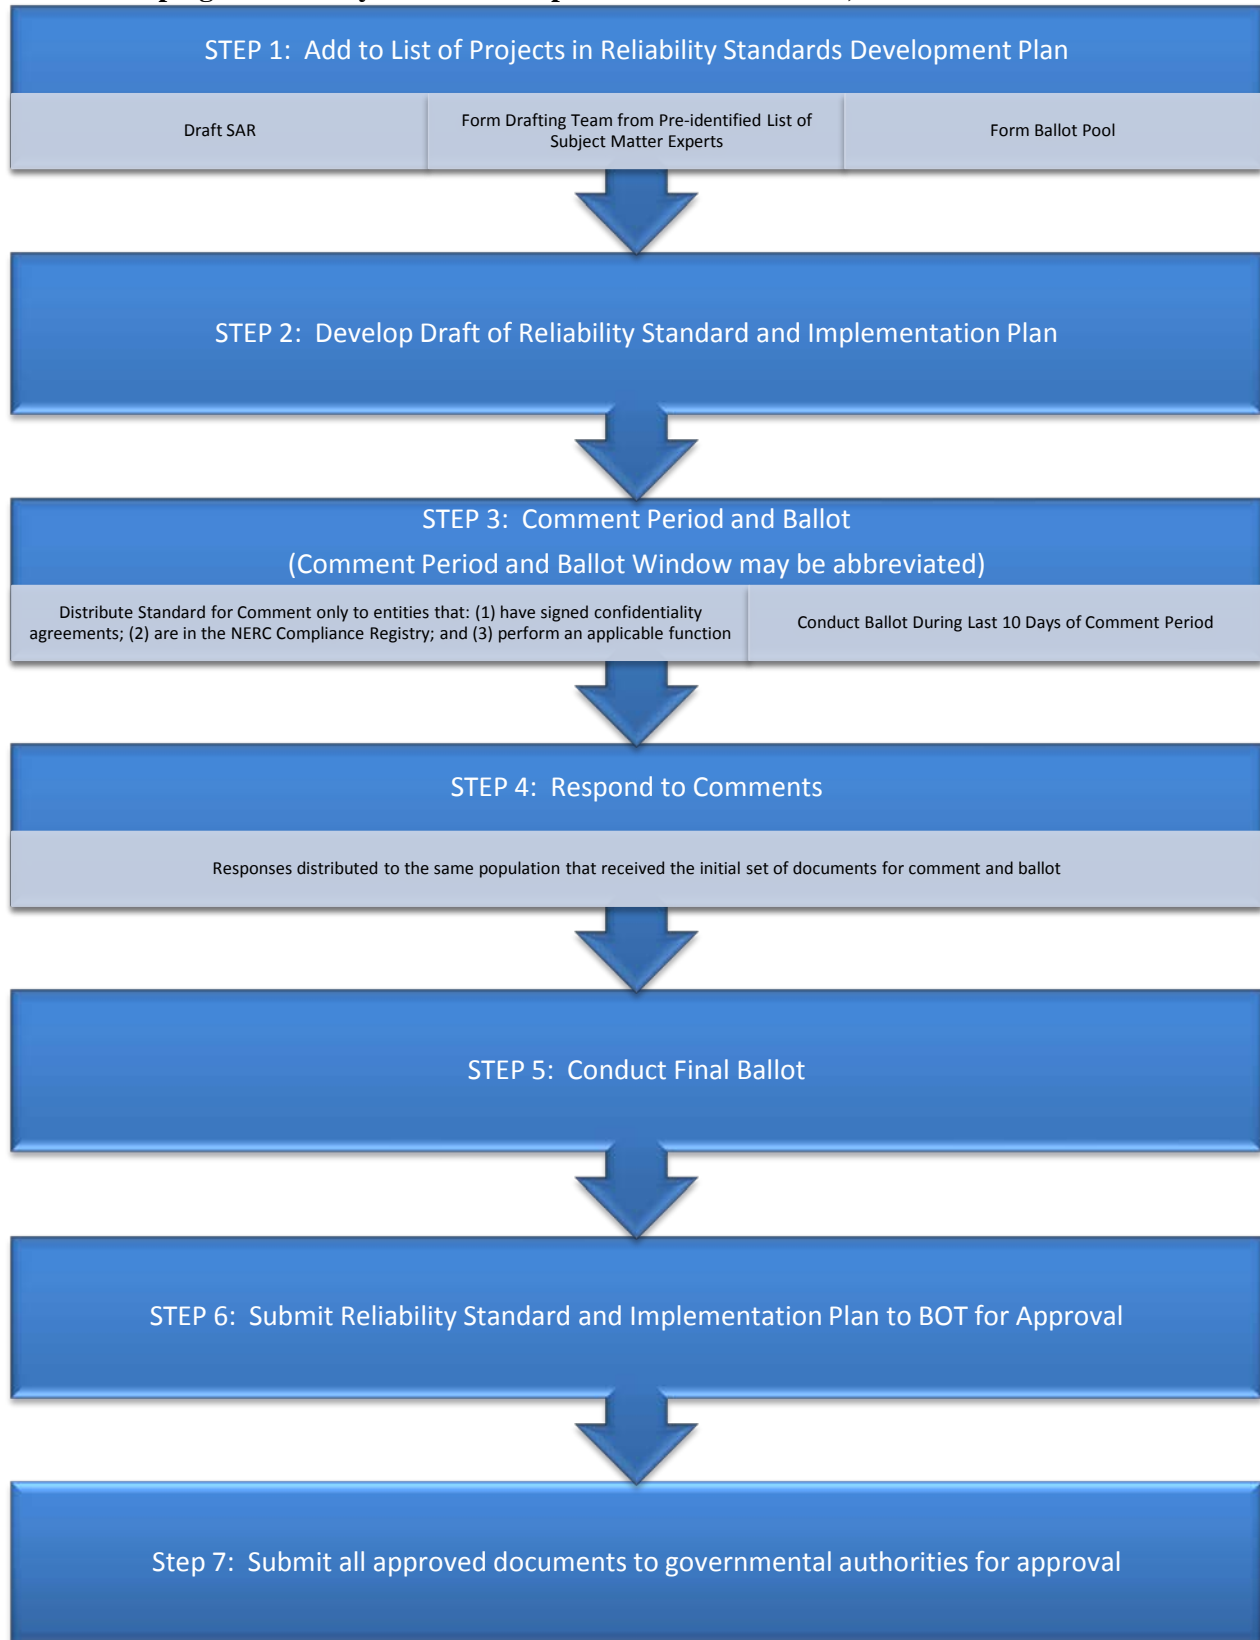 STEP 1: Add to List of Projects in Reliability Standards Development Plan
Draft SAR
Form Drafting Team from Pre-identified List of
Subject Matter Experts
Form Ballot Pool
STEP 2: Develop Draft of Reliability Standard and Implementation Plan
STEP 3: Comment Period and Ballot
(Comment Period and Ballot Window may be abbreviated)
Distribute Standard for Comment only to entities that: (1) have signed confidentiality
agreements; (2) are in the NERC Compliance Registry; and (3) perform an applicable function
Conduct Ballot During Last 10 Days of Comment Period
STEP 4: Respond to Comments
Responses distributed to the same population that received the initial set of documents for comment and ballot
STEP 5: Conduct Final Ballot
STEP 6: Submit Reliability Standard and Implementation Plan to BOT for Approval
Step 7: Submit all approved documents to governmental authorities for approval